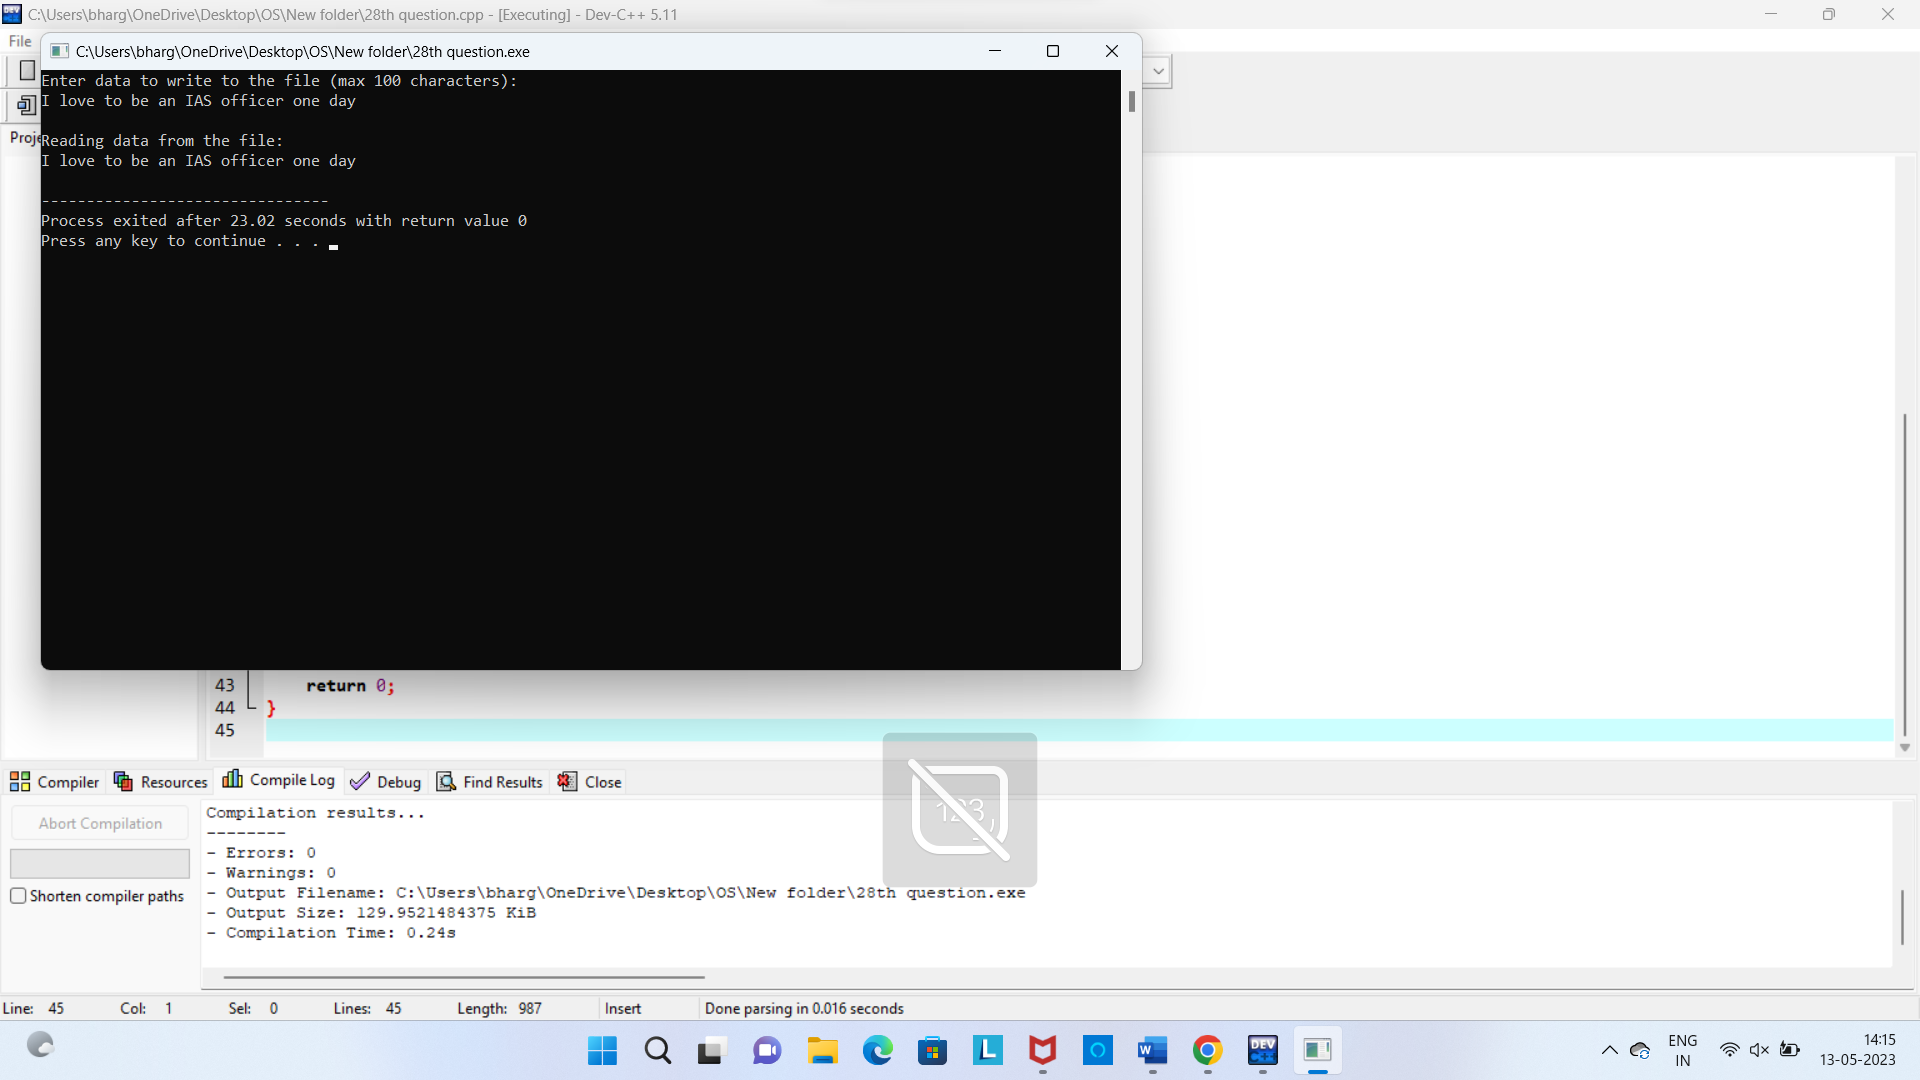 C:\Users\bharg\OneDrive\Desktop\OS\New folder\28th question.cpp - [Executing] - Dev-C++ 5.11
File
C:\Users\bharg\OneDrive\Desktop\OS\New folder\28th question.exe
Enter data to write to the file (max 100 characters):
I love to be an IAS officer one day
Proje
Reading data from the file:
I love to be an IAS officer one day
--------------------------------
Process exited after 23.02 seconds with return value 0
Press any key to continue . . .
43 return 0;
44 }
45
Compiler Resources Compile Log Debug Find Results Close
Abort Compilation
Shorten compiler paths
Compilation results...
--------
- Errors: 0
- Warnings: 0
- Output Filename: C:\Users\bharg\OneDrive\Desktop\OS\New folder\28th question.exe
- Output Size: 129.9521484375 KiB
- Compilation Time: 0.24s
123
Line: 45 Col: 1 Sel: 0 Lines: 45 Length: 987 Insert Done parsing in 0.016 seconds
L
W
DEV
C++
ENG
IN
14:15
13-05-2023